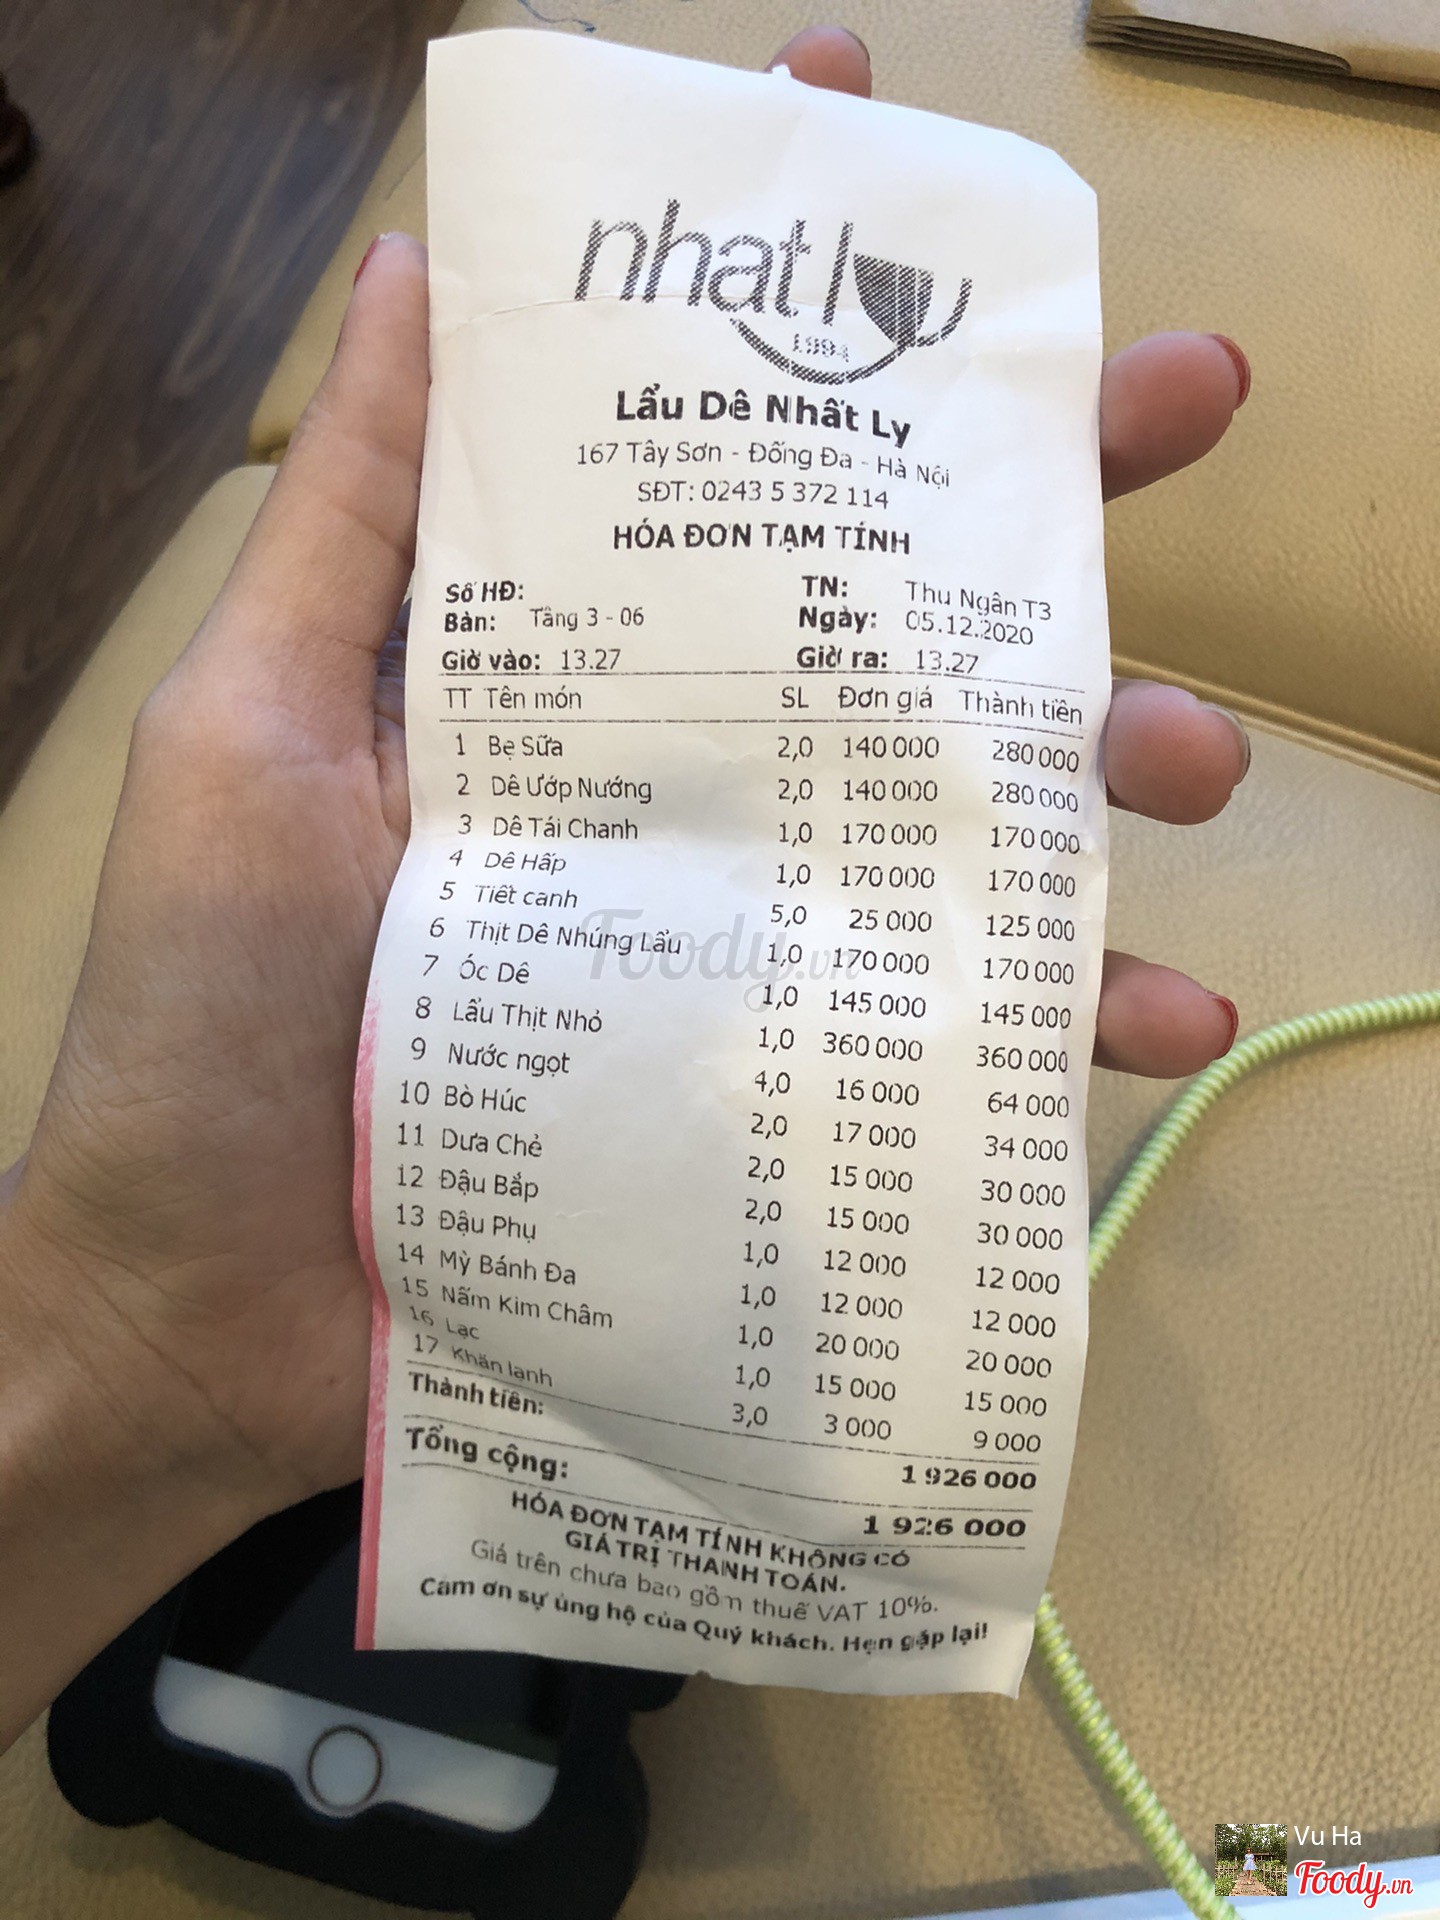 nhat ly
1994
Lẩu Dê Nhất Ly
167 Tây Sơn - Đống Đa - Hà Nội
SĐT: 0243 5 372 114
HÓA ĐƠN TẠM TÍNH
Số HĐ: TN: Thu Ngân T3
Bàn: Tầng 3 - 06 Ngày: 05.12.2020
Giờ vào: 13.27 Giờ ra: 13.27
TT Tên món SL Đơn giá Thành tiền
1 Bẹ Sữa 2,0 140 000 280 000
2 Dê Ướp Nướng 2,0 140 000 280 000
3 Dê Tái Chanh 1,0 170 000 170 000
4 Dê Hấp 1,0 170 000 170 000
5 Tiết canh 5,0 25 000 125 000
6 Thịt Dê Nhúng Lẩu 1,0 170 000 170 000
7 Óc Dê 1,0 145 000 145 000
8 Lẩu Thịt Nhỏ 1,0 360 000 360 000
9 Nước ngọt 4,0 16 000 64 000
10 Bò Húc 2,0 17 000 34 000
11 Dưa Chẻ 2,0 15 000 30 000
12 Đậu Bắp 2,0 15 000 30 000
13 Đậu Phụ 1,0 12 000 12 000
14 Mỳ Bánh Đa 1,0 12 000 12 000
15 Nấm Kim Châm 1,0 20 000 20 000
16 Lạc 1,0 15 000 15 000
17 Khăn lạnh 3,0 3 000 9 000
Thành tiền: 1 926 000
Tổng cộng: 1 926 000
HÓA ĐƠN TẠM TÍNH KHÔNG CÓ
GIÁ TRỊ THANH TOÁN.
Giá trên chưa bao gồm thuế VAT 10%.
Cám ơn sự ủng hộ của Quý khách. Hẹn gặp lại!
Foody.vn
Vu Ha
Foody.vn